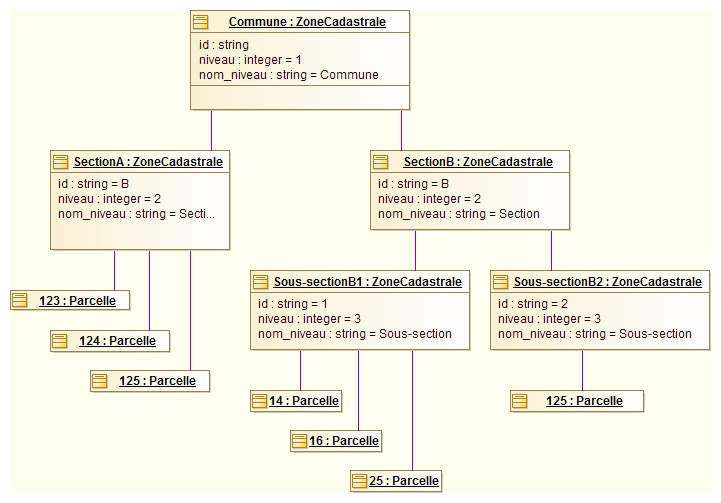 Commune : ZoneCadastrale
id : string
niveau : integer = 1
nom_niveau : string = Commune
SectionA : ZoneCadastrale
id : string = B
niveau : integer = 2
nom_niveau : string = Secti...
SectionB : ZoneCadastrale
id : string = B
niveau : integer = 2
nom_niveau : string = Section
123 : Parcelle
124 : Parcelle
125 : Parcelle
Sous-sectionB1 : ZoneCadastrale
id : string = 1
niveau : integer = 3
nom_niveau : string = Sous-section
Sous-sectionB2 : ZoneCadastrale
id : string = 2
niveau : integer = 3
nom_niveau : string = Sous-section
14 : Parcelle
16 : Parcelle
25 : Parcelle
125 : Parcelle